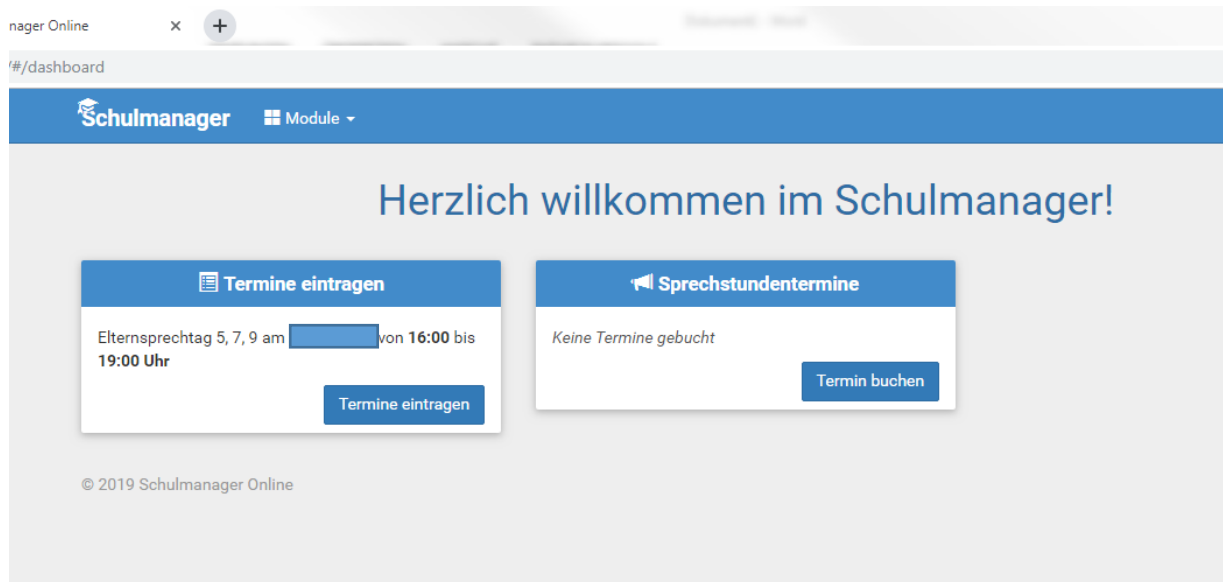 nager Online
/#/dashboard
Schulmanager Module
Herzlich willkommen im Schulmanager!
Termine eintragen
Elternsprechtag 5, 7, 9 am von 16:00 bis
19:00 Uhr
Termine eintragen
Sprechstundentermine
Keine Termine gebucht
Termin buchen
© 2019 Schulmanager Online